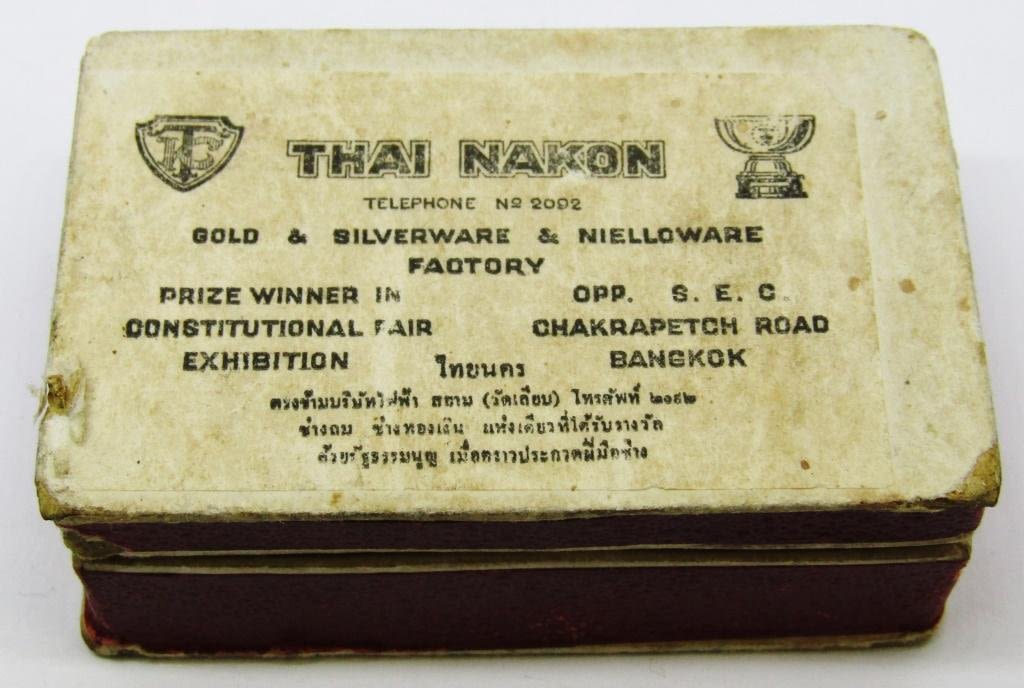 THAI NAKON
TELEPHONE Nº 2092
GOLD & SILVERWARE & NIELLOWARE
FACTORY
PRIZE WINNER IN
CONSTITUTIONAL FAIR
EXHIBITION
OPP. S. E. C.
CHAKRAPETCH ROAD
BANGKOK
ไทยนคร
ตรงข้ามบริษัทไฟฟ้า สยาม (วัดเลียบ) โทรศัพท์ ๒๐๙๒
ช่างถม ช่างทองเงิน แห่งเดียวที่ได้รับรางวัล
ด้วยรัฐธรรมนูญ เมื่อคราวประกวดฝีมือช่าง